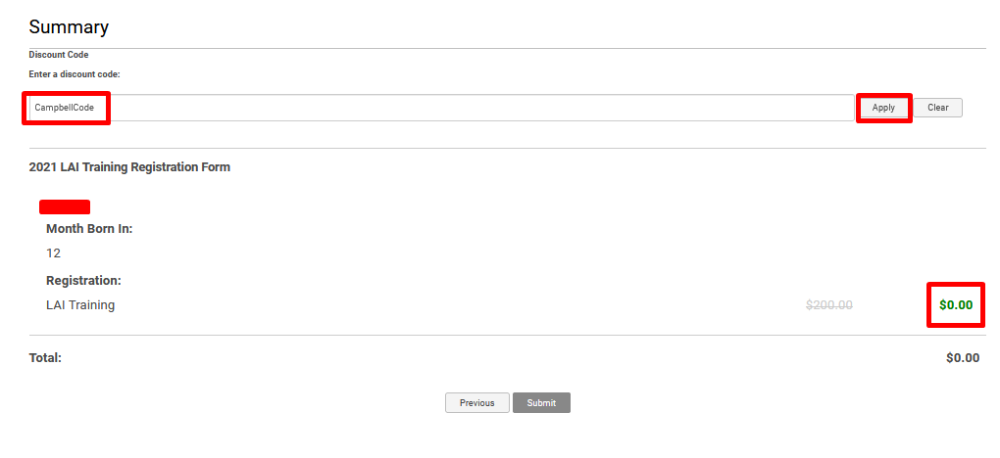 Summary
Discount Code
Enter a discount code:
CampbellCode Apply Clear
2021 LAI Training Registration Form
Month Born In:
12
Registration:
LAI Training $200.00 $0.00
Total: $0.00
Previous Submit